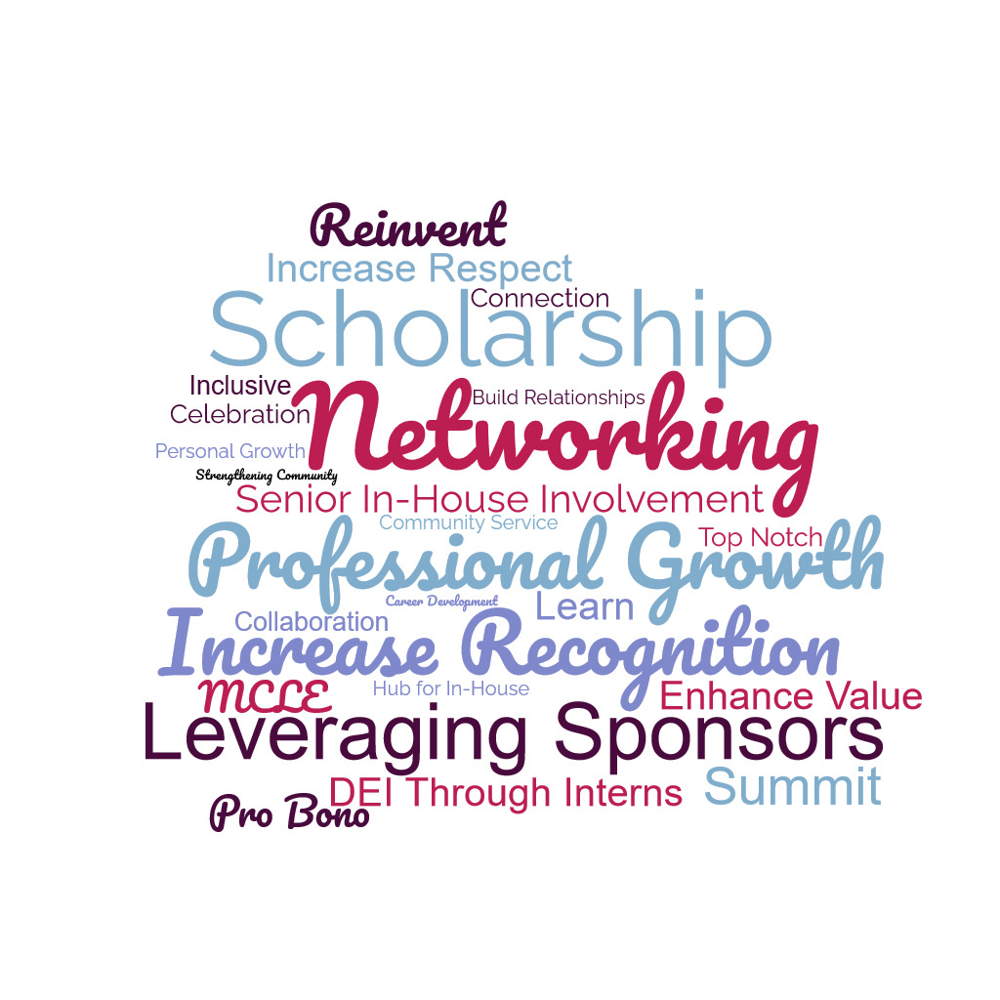 Reinvent
Increase Respect
Connection
Scholarship
Inclusive
Build Relationships
Celebration
Networking
Personal Growth
Strengthening Community
Senior In-House Involvement
Community Service
Top Notch
Professional Growth
Career Development
Learn
Collaboration
Increase Recognition
Hub for In-House
MCLE
Enhance Value
Leveraging Sponsors
DEI Through Interns
Summit
Pro Bono